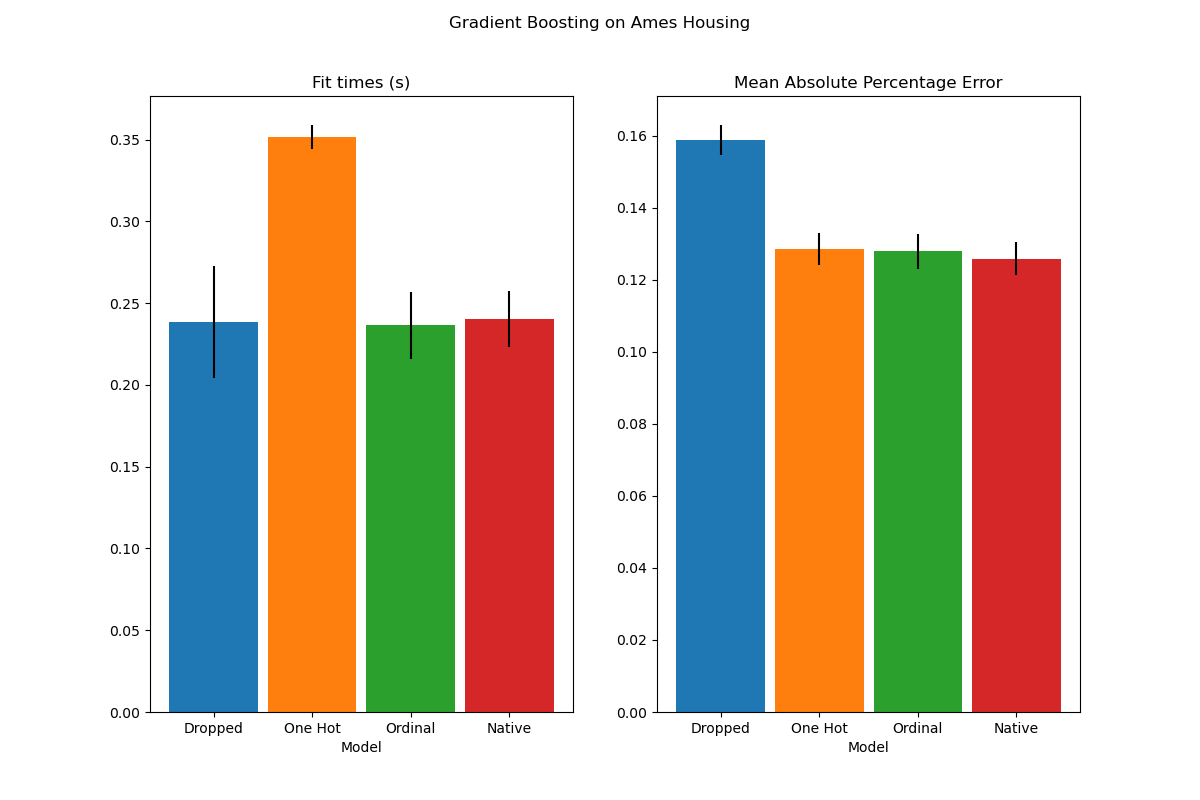 Gradient Boosting on Ames Housing
Fit times (s)
0.35
0.30
0.25
0.20
0.15
0.10
0.05
0.00
Dropped One Hot Ordinal Native
Model
Mean Absolute Percentage Error
0.16
0.14
0.12
0.10
0.08
0.06
0.04
0.02
0.00
Dropped One Hot Ordinal Native
Model